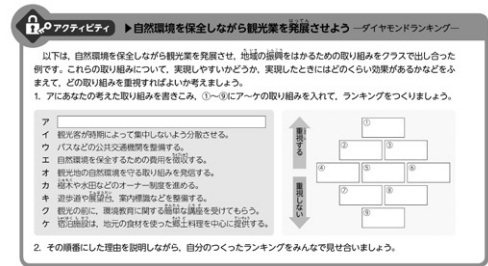 アクティビティ ▶自然環境を保全しながら観光業を発展させよう ―ダイヤモンドランキング―
以下は，自然環境を保全しながら観光業を発展させ，地域の振興をはかるための取り組みをクラスで出し合った
例です。これらの取り組みについて，実現しやすいかどうか，実現したときにはどのくらい効果があるかなどをふ
まえて，どの取り組みを重視すればよいか考えましょう。
1. アにあなたの考えた取り組みを書きこみ，①～⑨にア～ケの取り組みを入れて，ランキングをつくりましょう。
ア
イ 観光客が時期によって集中しないよう分散させる。
ウ バスなどの公共交通機関を整備する。
エ 自然環境を保全するための費用を徴収する。
オ 観光地の自然環境を守る取り組みを発信する。
カ 樹木や水田などのオーナー制度を進める。
キ 遊歩道や展望台，案内標識などを整備する。
ク 観光の前に，環境教育に関する簡単な講座を受けてもらう。
ケ 宿泊施設は，地元の食材を使った郷土料理を中心に提供する。
重視する
重視しない
①
② ③
④ ⑤ ⑥
⑦ ⑧
⑨
2. その順番にした理由を説明しながら，自分のつくったランキングをみんなで見せ合いましょう。